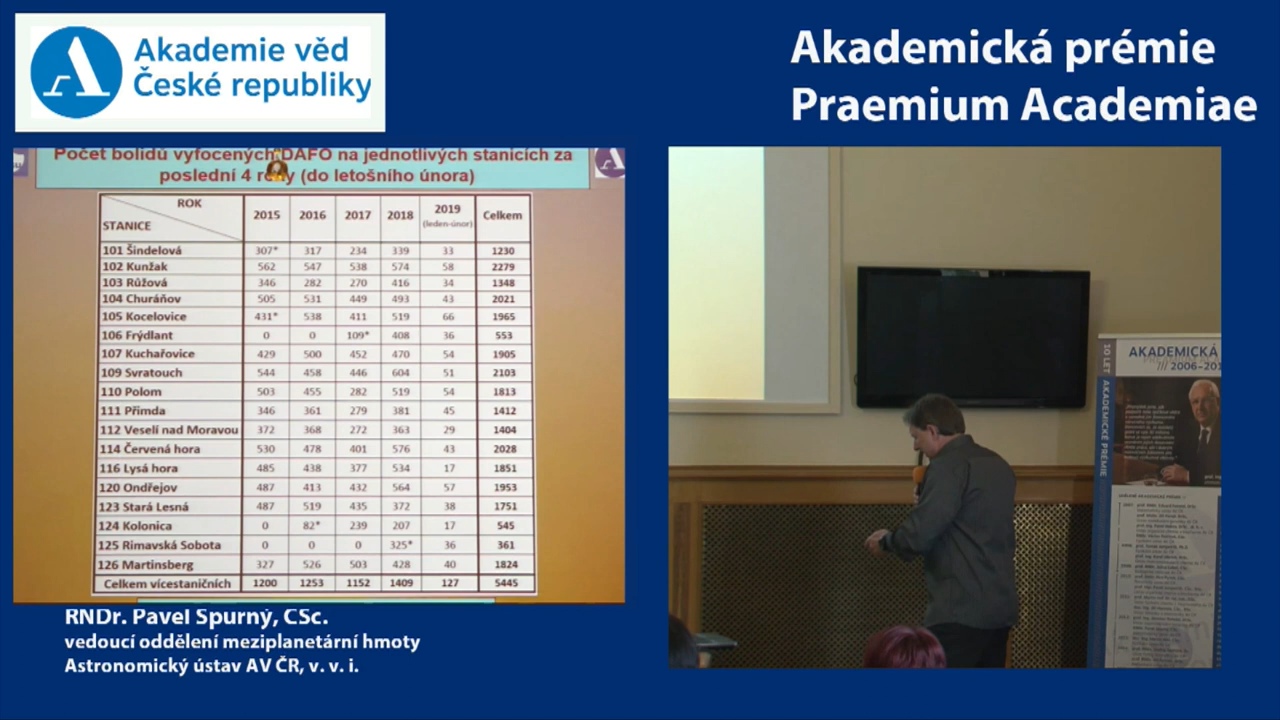 Akademie věd
České republiky
Akademická prémie
Praemium Academiae
Počet bolidů vyfocených DAFO na jednotlivých stanicích za
poslední 4 roky (do letošního února)
ROK
STANICE
2015 2016 2017 2018 2019 (leden-únor) Celkem
101 Šindelová 307* 317 234 339 33 1230
102 Kunžak 562 547 538 574 58 2279
103 Růžová 346 282 270 416 34 1348
104 Churáňov 505 531 449 493 43 2021
105 Kocelovice 431* 538 411 519 66 1965
106 Frýdlant 0 0 109* 408 36 553
107 Kuchařovice 429 500 452 470 54 1905
109 Svratouch 544 458 446 604 51 2103
110 Polom 503 455 282 519 54 1813
111 Přimda 346 361 279 381 45 1412
112 Veselí nad Moravou 372 368 272 363 29 1404
114 Červená hora 530 478 401 576 43 2028
116 Lysá hora 485 438 377 534 17 1851
120 Ondřejov 487 413 432 564 57 1953
123 Stará Lesná 487 519 435 372 38 1751
124 Kolonica 0 82* 239 207 17 545
125 Rimavská Sobota 0 0 0 325* 36 361
126 Martinsberg 327 526 503 428 40 1824
Celkem vícestaničních 1200 1253 1152 1409 127 5445
RNDr. Pavel Spurný, CSc.
vedoucí oddělení meziplanetární hmoty
Astronomický ústav AV ČR, v. v. i.
10 LET AKADEMICKÉ PRÉMIE
AKADEMICKÁ
/// 2006-201